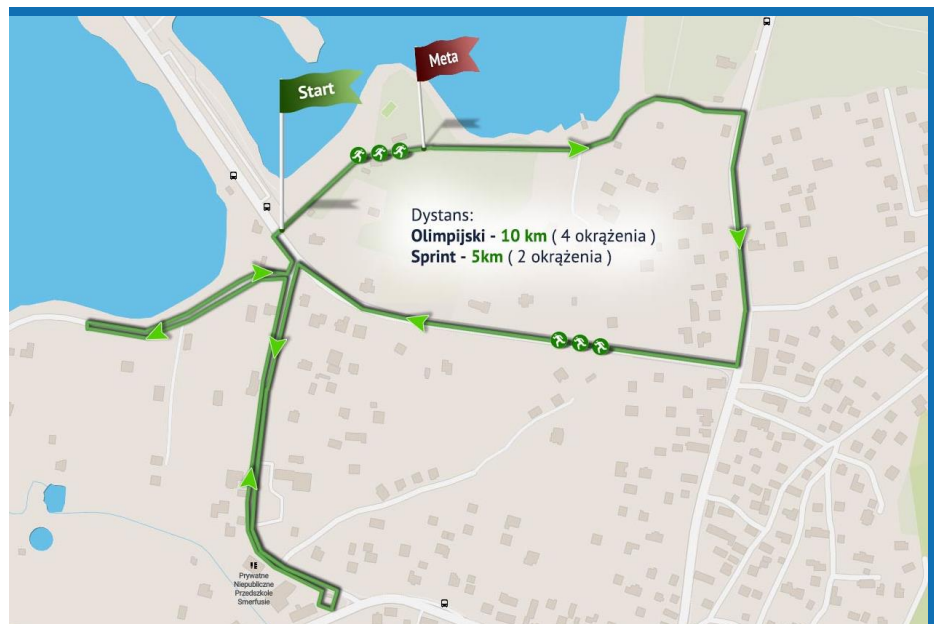 Meta
Start
Dystans:
Olimpijski - 10 km ( 4 okrążenia )
Sprint - 5km ( 2 okrążenia )
Prywatne
Niepubliczne
Przedszkole
Smerfusie